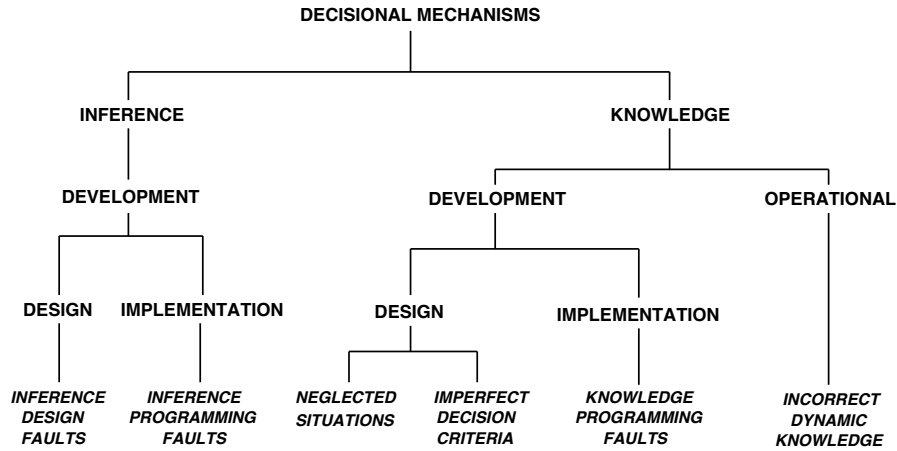 DECISIONAL MECHANISMS
INFERENCE
KNOWLEDGE
DEVELOPMENT
DEVELOPMENT
OPERATIONAL
DESIGN
IMPLEMENTATION
DESIGN
IMPLEMENTATION
INFERENCE
DESIGN
FAULTS
INFERENCE
PROGRAMMING
FAULTS
NEGLECTED
SITUATIONS
IMPERFECT
DECISION
CRITERIA
KNOWLEDGE
PROGRAMMING
FAULTS
INCORRECT
DYNAMIC
KNOWLEDGE